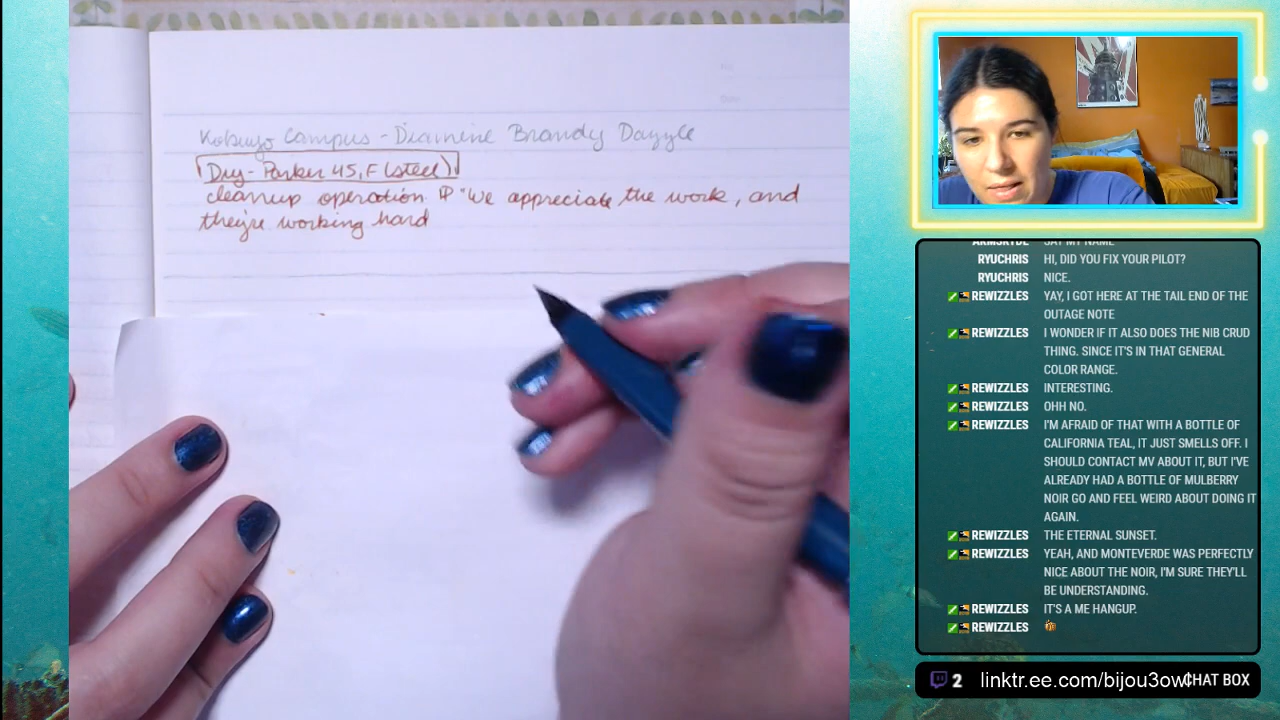 Kokuyo Campus - Diamine Brandy Dazzle
Dry - Parker 45, F (steel)
cleanup operation ¶ "We appreciate the work, and
they're working hard
SAY MY NAME
RYUCHRIS HI, DID YOU FIX YOUR PILOT?
RYUCHRIS NICE.
REWIZZLES YAY, I GOT HERE AT THE TAIL END OF THE
OUTAGE NOTE
REWIZZLES I WONDER IF IT ALSO DOES THE NIB CRUD
THING. SINCE IT'S IN THAT GENERAL
COLOR RANGE.
REWIZZLES INTERESTING.
REWIZZLES OHH NO.
REWIZZLES I'M AFRAID OF THAT WITH A BOTTLE OF
CALIFORNIA TEAL, IT JUST SMELLS OFF. I
SHOULD CONTACT MV ABOUT IT, BUT I'VE
ALREADY HAD A BOTTLE OF MULBERRY
NOIR GO AND FEEL WEIRD ABOUT DOING IT
AGAIN.
REWIZZLES THE ETERNAL SUNSET.
REWIZZLES YEAH, AND MONTEVERDE WAS PERFECTLY
NICE ABOUT THE NOIR, I'M SURE THEY'LL
BE UNDERSTANDING.
REWIZZLES IT'S A ME HANGUP.
REWIZZLES
2 linktr.ee.com/bijou3owl CHAT BOX